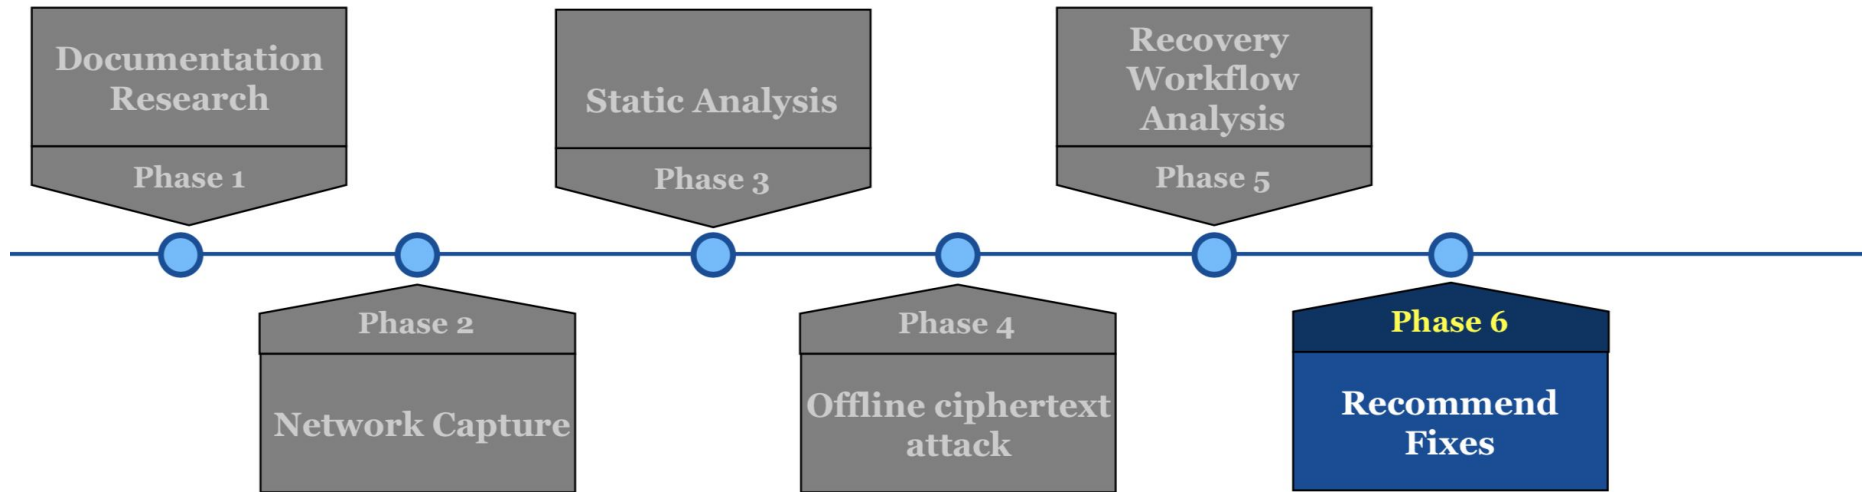 Documentation
Research
Phase 1
Phase 2
Network Capture
Static Analysis
Phase 3
Phase 4
Offline ciphertext
attack
Recovery
Workflow
Analysis
Phase 5
Phase 6
Recommend
Fixes